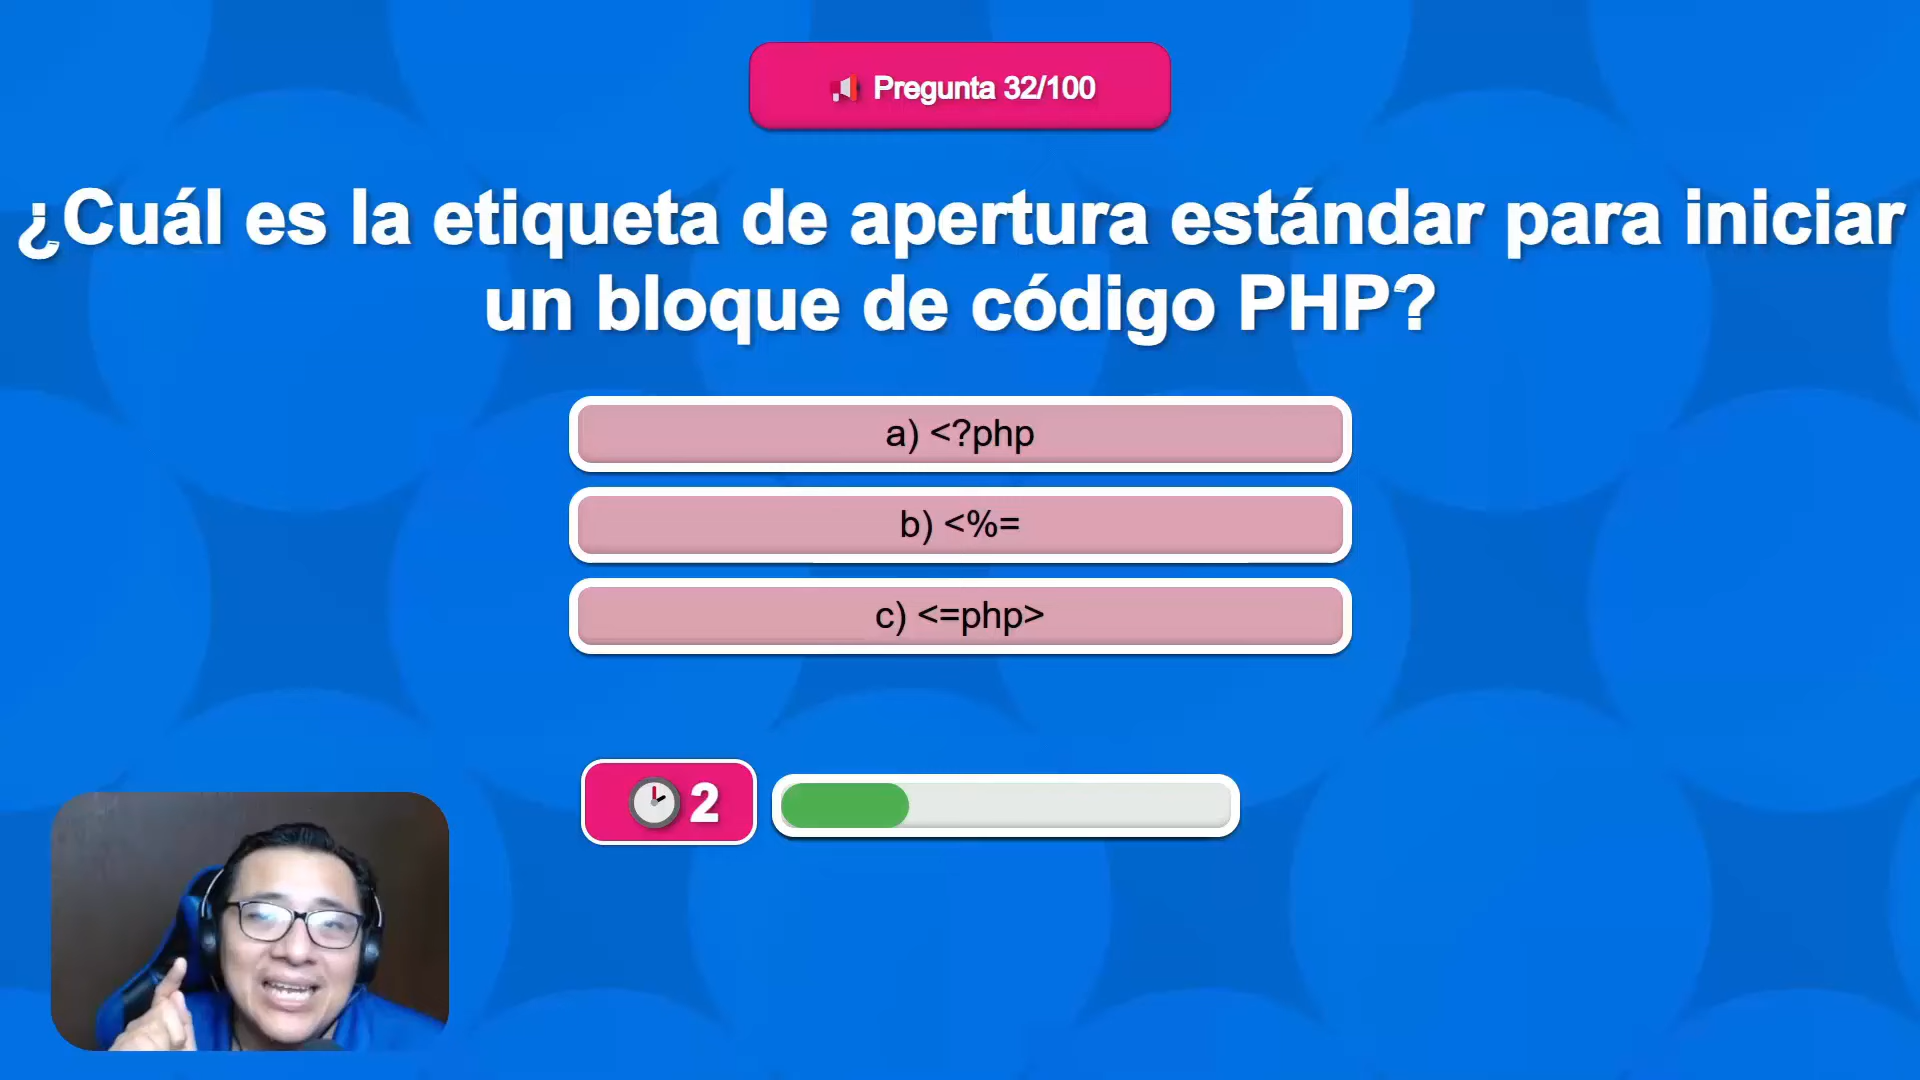 Pregunta 32/100
¿Cuál es la etiqueta de apertura estándar para iniciar
un bloque de código PHP?
a) <?php
b) <%=
c) <=php>
2